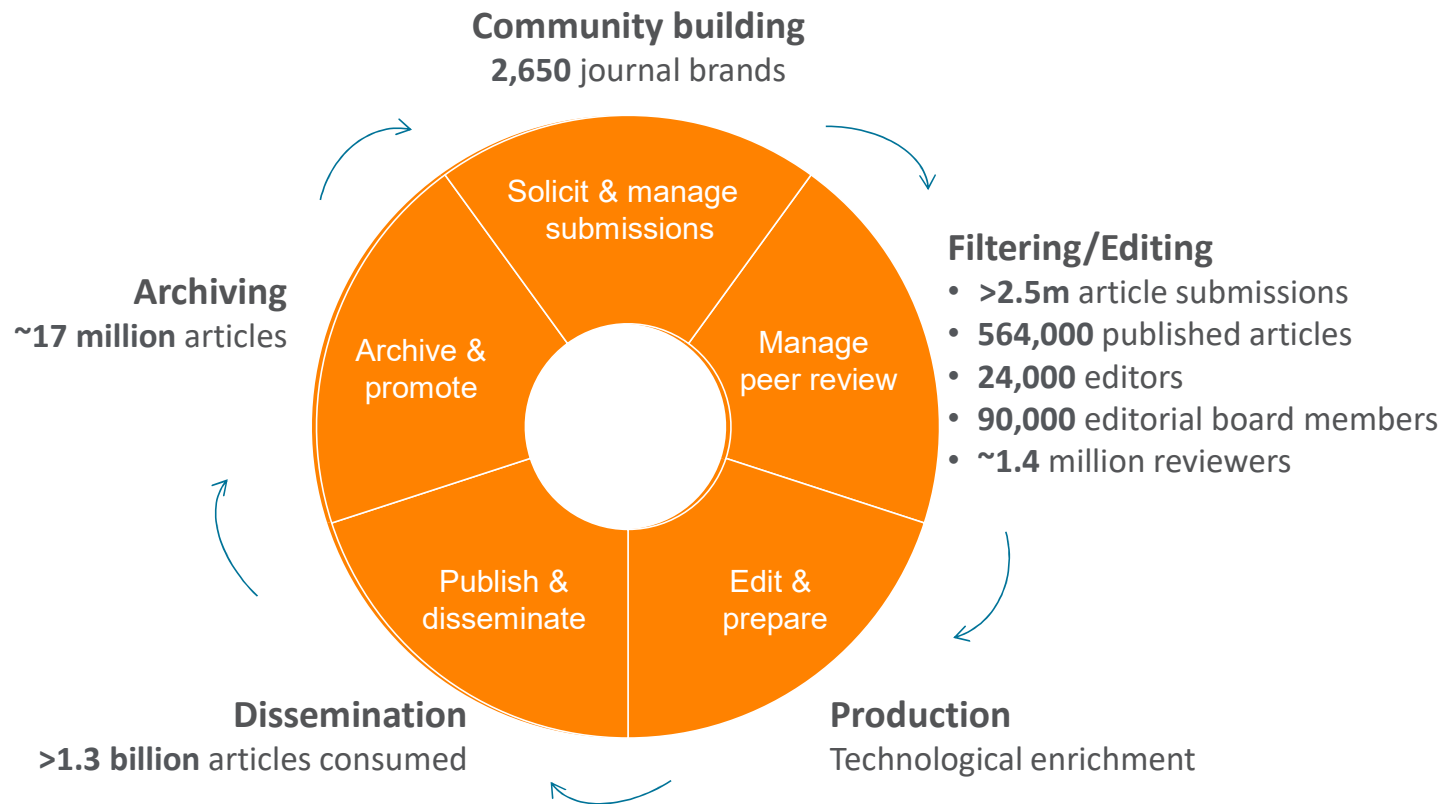 Community building
2,650 journal brands
Solicit & manage
submissions
Filtering/Editing
• >2.5m article submissions
• 564,000 published articles
• 24,000 editors
• 90,000 editorial board members
• ~1.4 million reviewers
Manage
peer review
Archiving
~17 million articles
Archive &
promote
Edit &
prepare
Publish &
disseminate
Production
Technological enrichment
Dissemination
>1.3 billion articles consumed